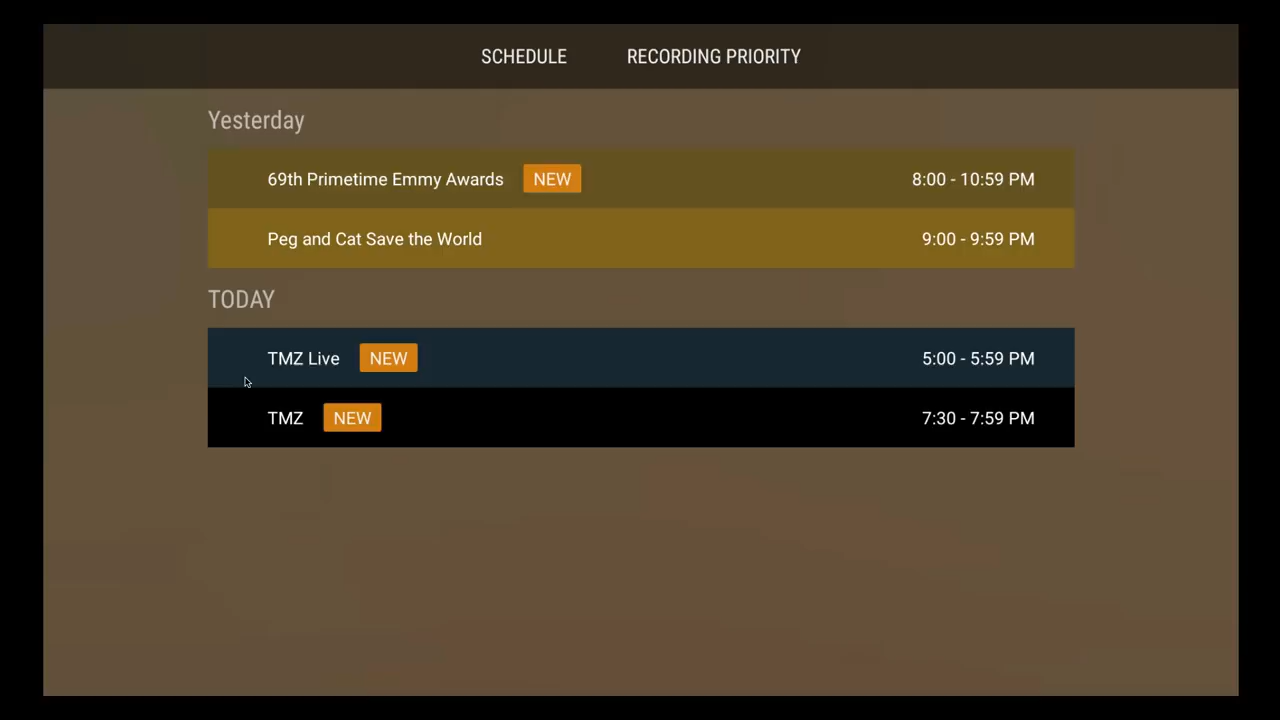 SCHEDULE RECORDING PRIORITY
Yesterday
69th Primetime Emmy Awards NEW 8:00 - 10:59 PM
Peg and Cat Save the World 9:00 - 9:59 PM
TODAY
TMZ Live NEW 5:00 - 5:59 PM
TMZ NEW 7:30 - 7:59 PM